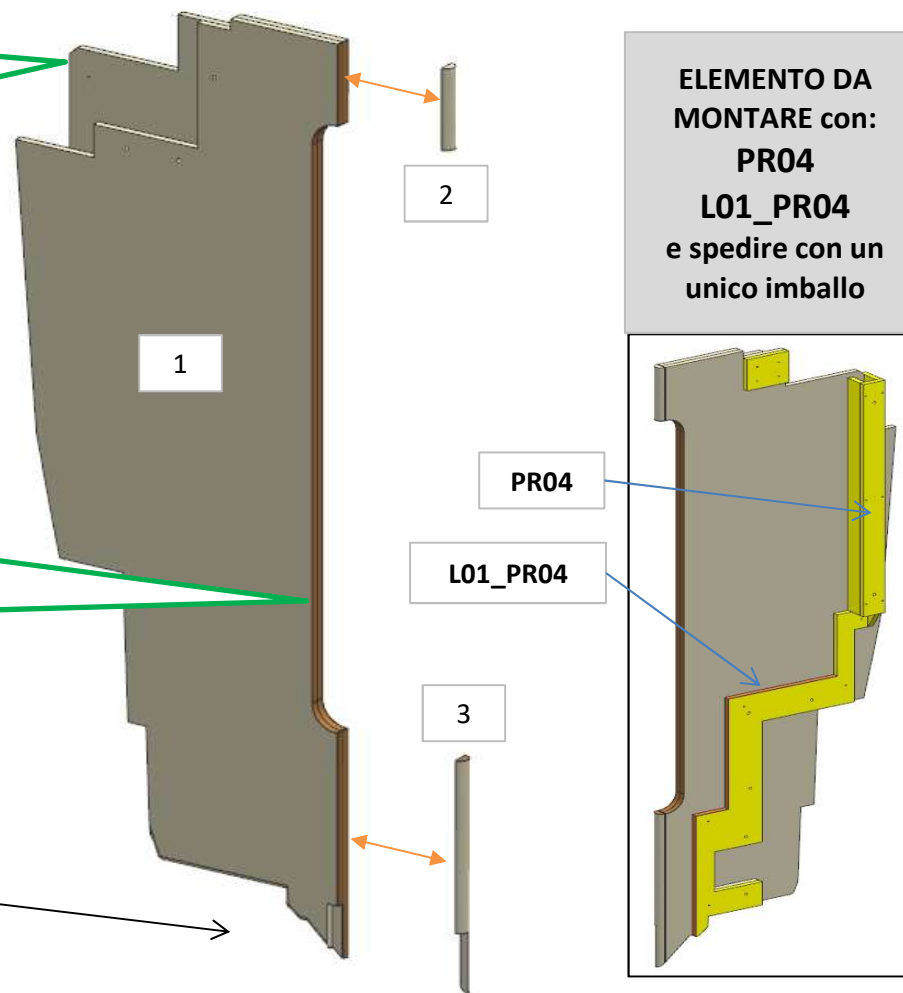 ELEMENTO DA
MONTARE con:
PR04
L01_PR04
e spedire con un
unico imballo
2
1
PR04
L01_PR04
3